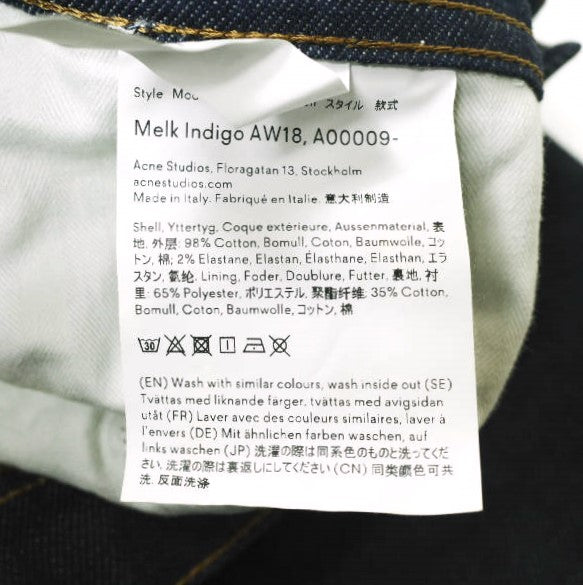 Style スタイル 款式
Melk Indigo AW18, A00009-
Acne Studios, Floragatan 13, Stockholm
acnestudios.com
Made in Italy. Fabriqué en Italie. 意大利制造
Shell, Yttertyg, Coque extérieure, Aussenmaterial, 表
地, 外层: 98% Cotton, Bomull, Coton, Baumwolle, コッ
トン, 棉; 2% Elastane, Elastan, Élasthane, Elasthan, エラ
スタン, 氨纶. Lining, Foder, Doublure, Futter, 裏地, 衬
里: 65% Polyester, ポリエステル, 聚酯纤维; 35% Cotton,
Bomull, Coton, Baumwolle, コットン, 棉
30
(EN) Wash with similar colours, wash inside out (SE)
Tvättas med liknande färger, tvättas med avigsidan
utåt (FR) Laver avec des couleurs similaires, laver à
l'envers (DE) Mit ähnlichen farben waschen, auf
links waschen (JP) 洗濯の際は同系色のものと洗ってくだ
さい. 洗濯の際は裏返しにしてください (CN) 同类颜色可共
洗. 反面洗涤